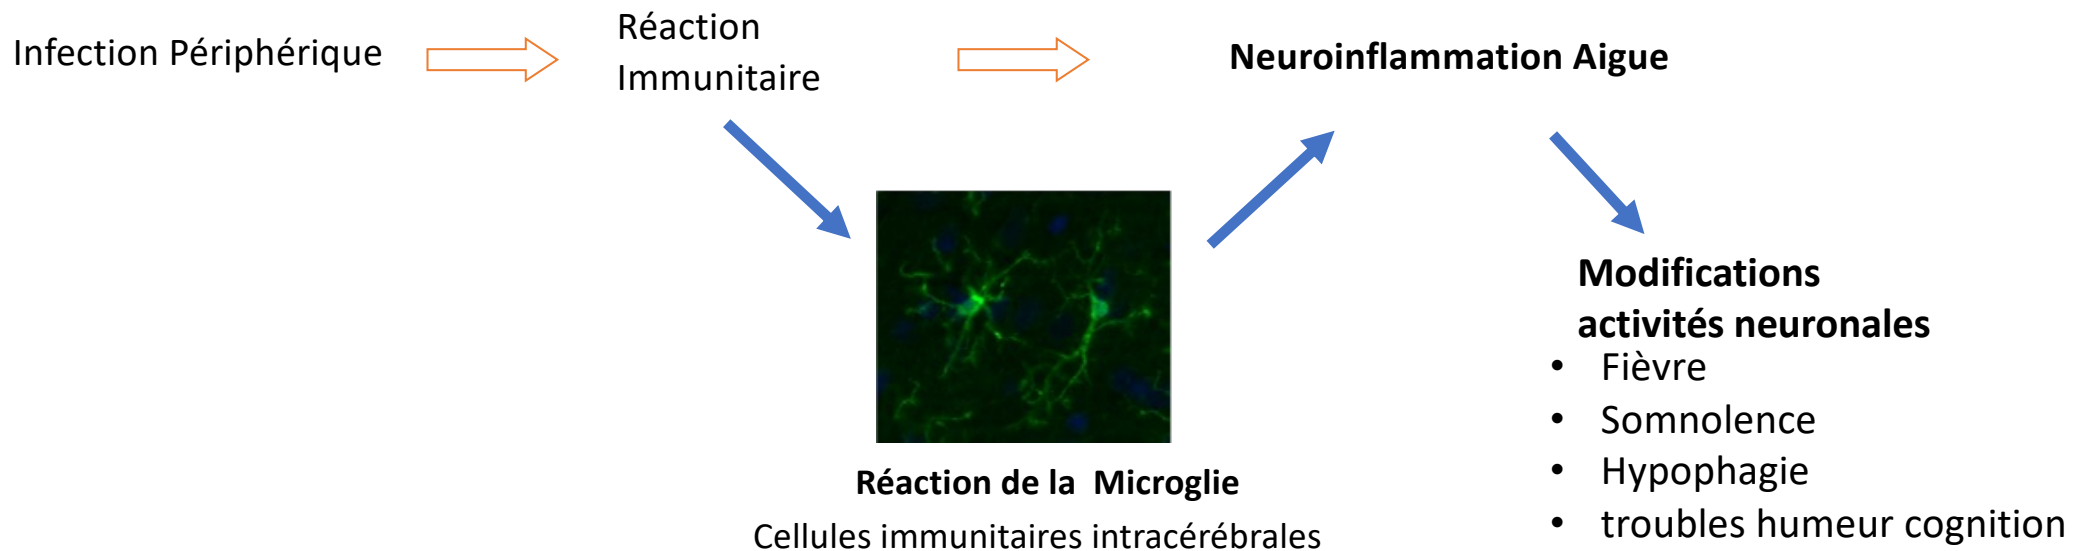 Infection Périphérique
Réaction
Immunitaire
Neuroinflammation Aigue
Réaction de la Microglie
Cellules immunitaires intracérébrales
Modifications
activités neuronales
• Fièvre
• Somnolence
• Hypophagie
• troubles humeur cognition